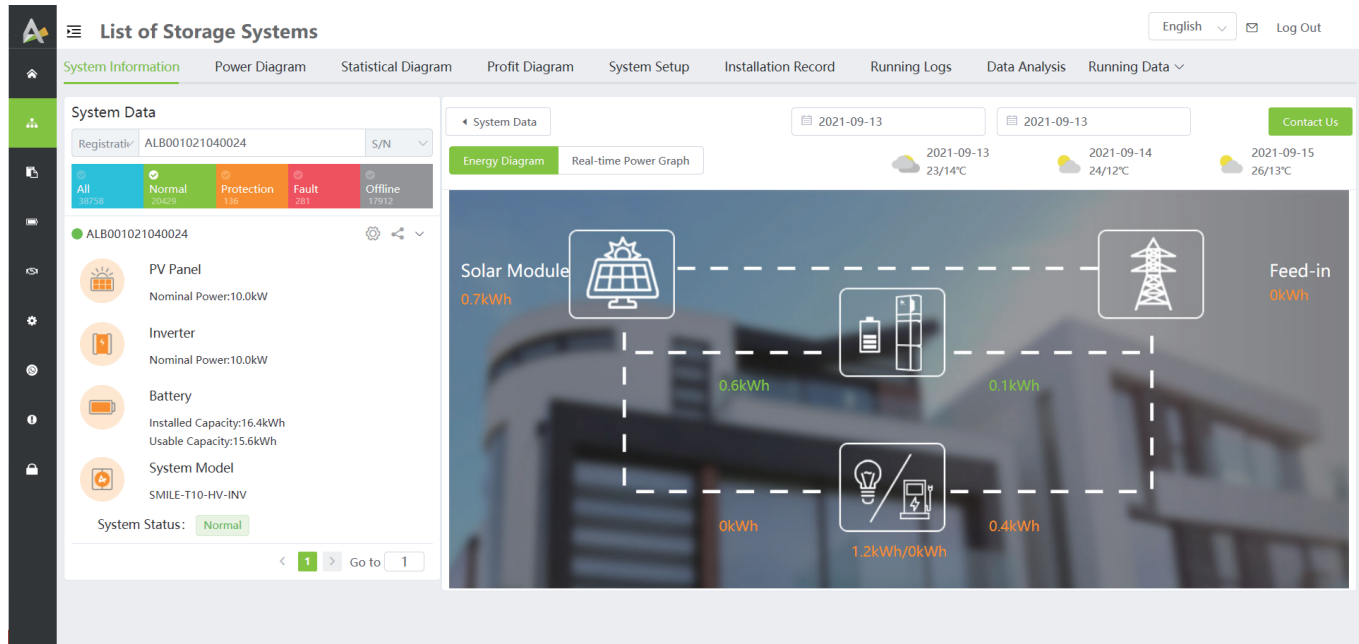 List of Storage Systems
English
Log Out
System Information
Power Diagram
Statistical Diagram
Profit Diagram
System Setup
Installation Record
Running Logs
Data Analysis
Running Data
System Data
Registrati
ALB001021040024
S/N
All
38758
Normal
20429
Protection
136
Fault
281
Offline
17912
ALB001021040024
PV Panel
Nominal Power:10.0kW
Inverter
Nominal Power:10.0kW
Battery
Installed Capacity:16.4kWh
Usable Capacity:15.6kWh
System Model
SMILE-T10-HV-INV
System Status: Normal
< 1 > Go to 1
System Data
2021-09-13
2021-09-13
Contact Us
Energy Diagram
Real-time Power Graph
2021-09-13
23/14℃
2021-09-14
24/12℃
2021-09-15
26/13℃
Solar Module
0.7kWh
Feed-in
0kWh
0.6kWh
0.1kWh
0kWh
0.4kWh
1.2kWh/0kWh